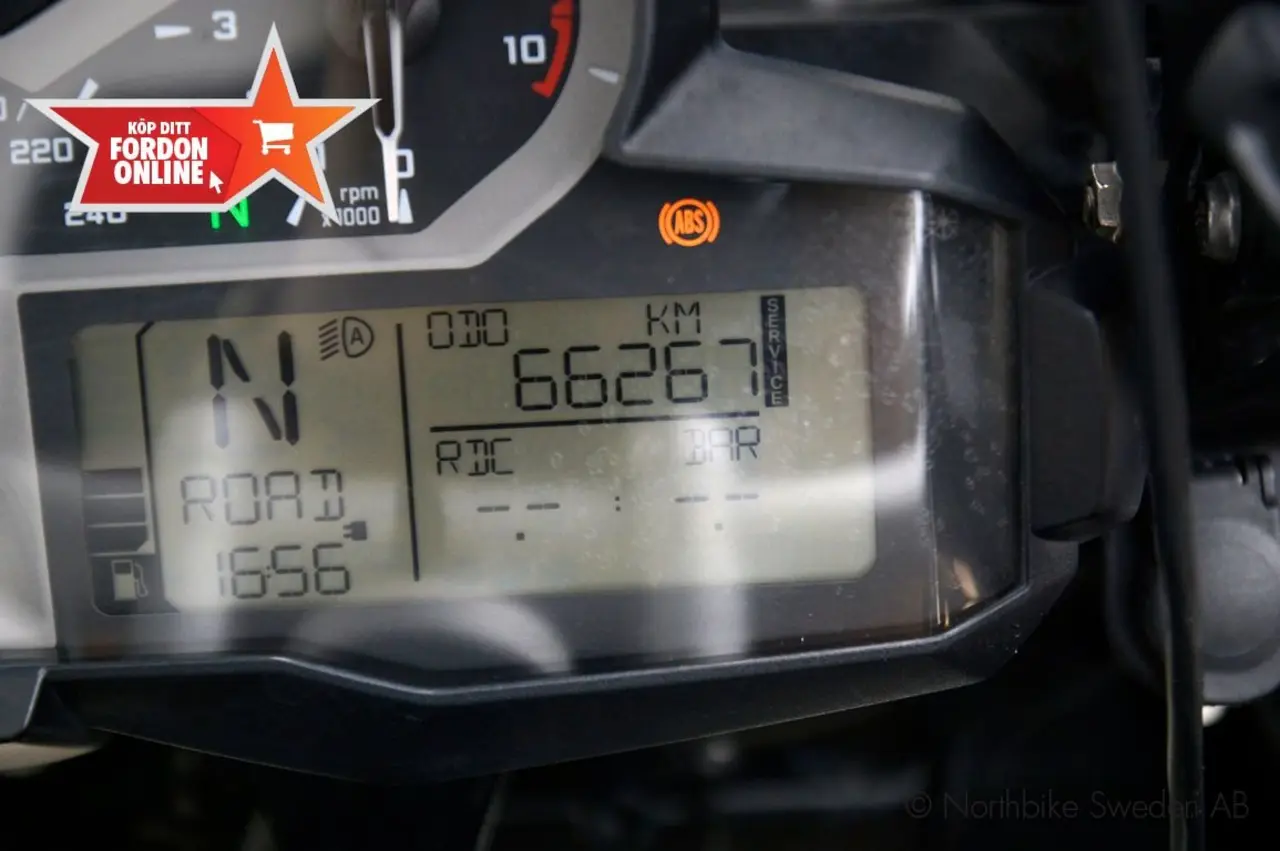 3
10
220
KÖP DITT
FORDON
ONLINE
0
240
N
rpm
x1000
ABS
N
A
ODO
KM
66267
SERVICE
RDC
BAR
-- : --
ROAD
16:56
© Northbike Sweden AB